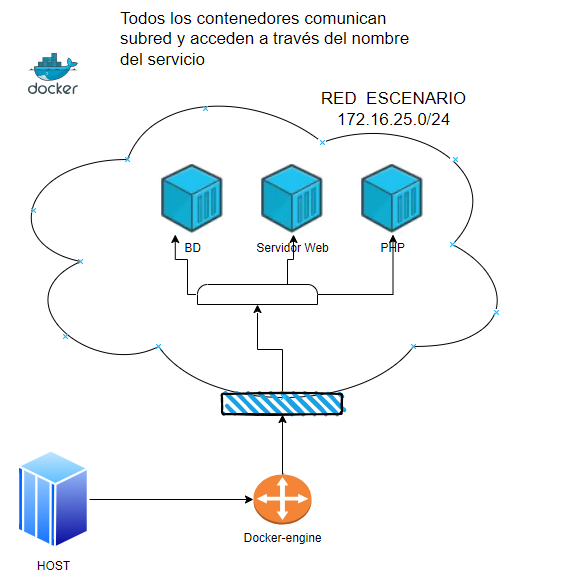 Todos los contenedores comunican
subred y acceden a través del nombre
del servicio
docker
RED ESCENARIO
172.16.25.0/24
BD
Servidor Web
PHP
Docker-engine
HOST